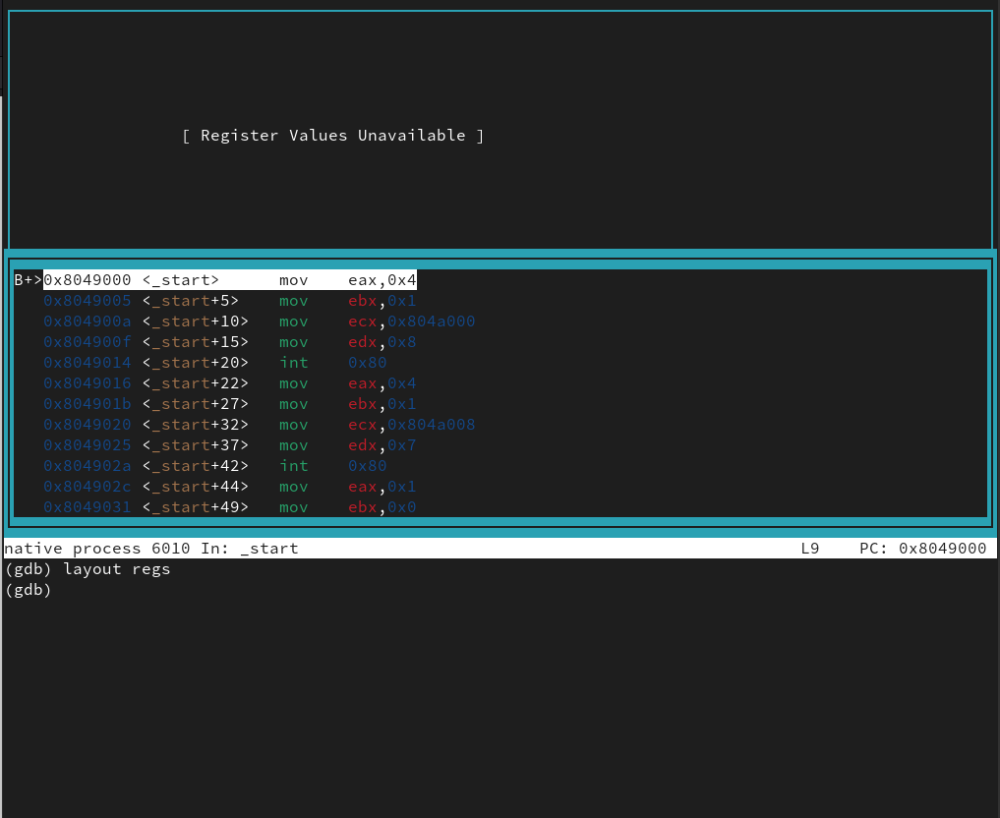 [ Register Values Unavailable ]
B+>0x8049000 <_start>      mov    eax,0x4
0x8049005 <_start+5>    mov    ebx,0x1
0x804900a <_start+10>   mov    ecx,0x804a000
0x804900f <_start+15>   mov    edx,0x8
0x8049014 <_start+20>   int    0x80
0x8049016 <_start+22>   mov    eax,0x4
0x804901b <_start+27>   mov    ebx,0x1
0x8049020 <_start+32>   mov    ecx,0x804a008
0x8049025 <_start+37>   mov    edx,0x7
0x804902a <_start+42>   int    0x80
0x804902c <_start+44>   mov    eax,0x1
0x8049031 <_start+49>   mov    ebx,0x0
native process 6010 In: _start    L9    PC: 0x8049000
(gdb) layout regs
(gdb)